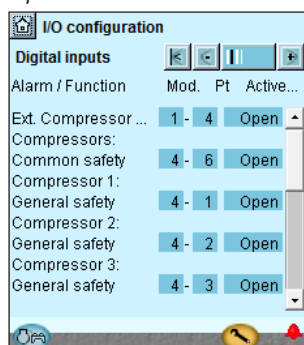 I/O configuration
Digital inputs
Alarm / Function Mod. Pt Active...
Ext. Compressor ... 1 - 4 Open
Compressors:
Common safety 4 - 6 Open
Compressor 1:
General safety 4 - 1 Open
Compressor 2:
General safety 4 - 2 Open
Compressor 3:
General safety 4 - 3 Open